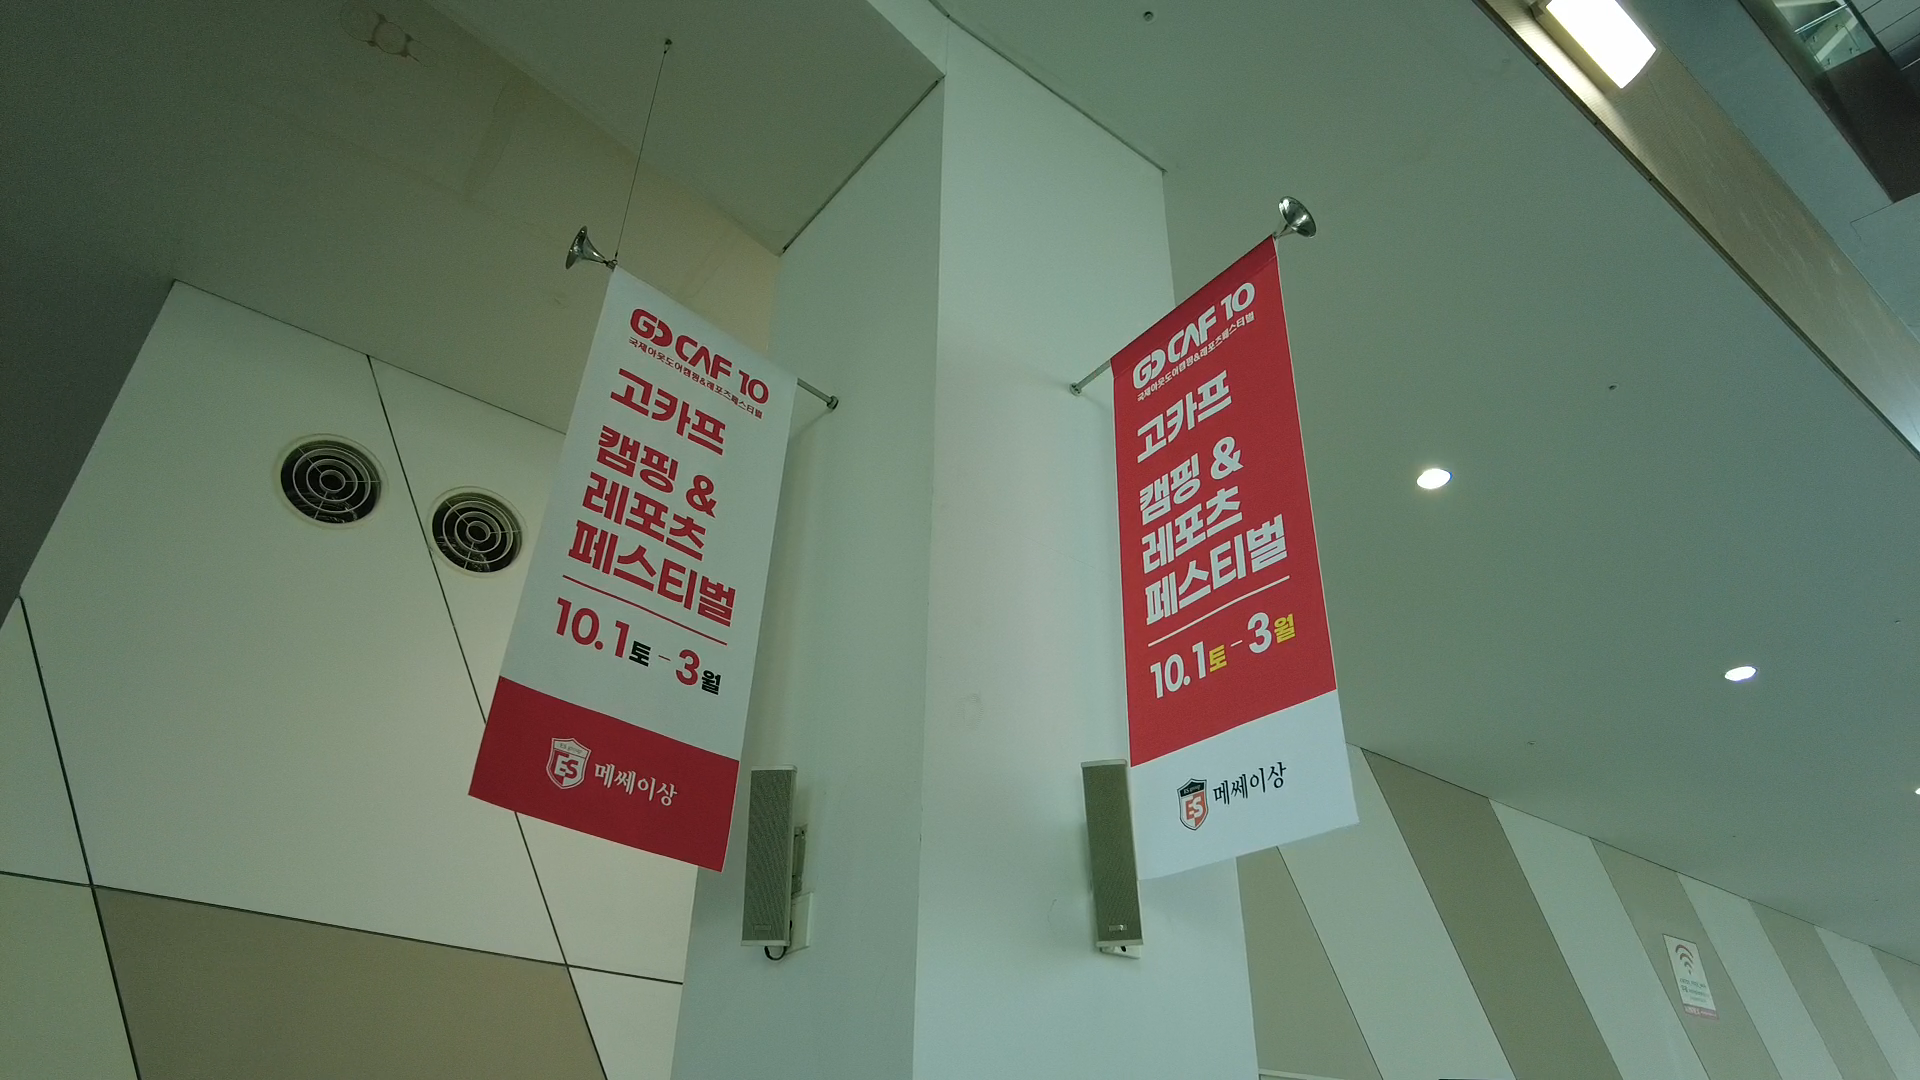 GO CAF 10
국제아웃도어캠핑&레포츠페스티벌
고카프
캠핑 &
레포츠
페스티벌
10.1토 - 3월
ES
메쎄이상
GO CAF 10
국제아웃도어캠핑&레포츠페스티벌
고카프
캠핑 &
레포츠
페스티벌
10.1토 - 3월
ES
메쎄이상